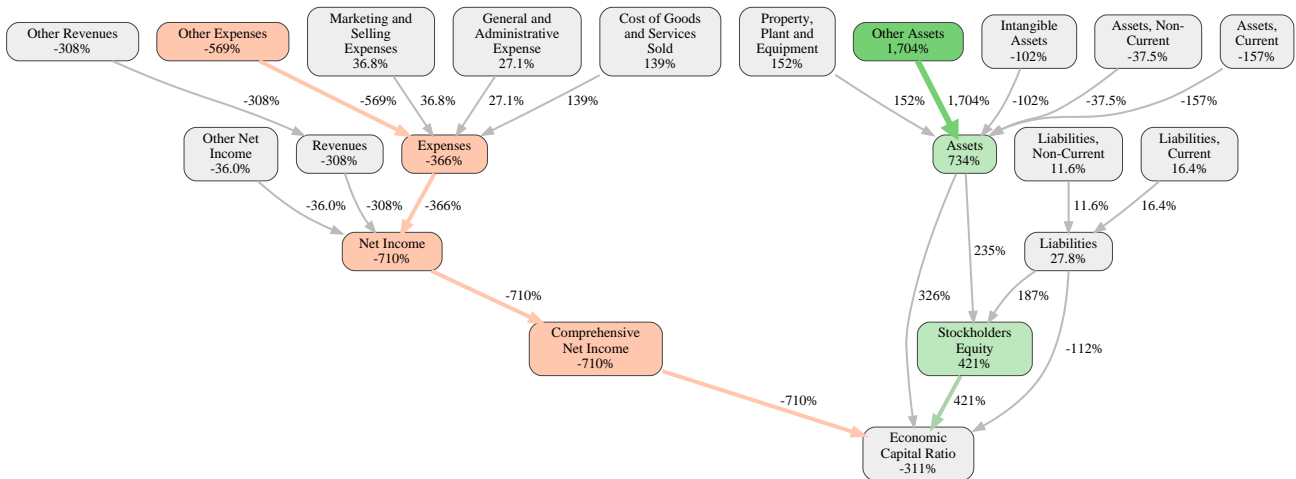 Other Revenues
-308%
Other Expenses
-569%
Marketing and
Selling
Expenses
36.8%
General and
Administrative
Expense
27.1%
Cost of Goods
and Services
Sold
139%
Property,
Plant and
Equipment
152%
Other Assets
1,704%
Intangible
Assets
-102%
Assets, Non-
Current
-37.5%
Assets,
Current
-157%
-308%
-569%
36.8%
27.1%
139%
152%
1,704%
-102%
-37.5%
-157%
Other Net
Income
-36.0%
Revenues
-308%
Expenses
-366%
Assets
734%
Liabilities,
Non-Current
11.6%
Liabilities,
Current
16.4%
-36.0%
-308%
-366%
11.6%
16.4%
Net Income
-710%
235%
Liabilities
27.8%
-710%
326%
187%
Comprehensive
Net Income
-710%
Stockholders
Equity
421%
-112%
-710%
421%
Economic
Capital Ratio
-311%